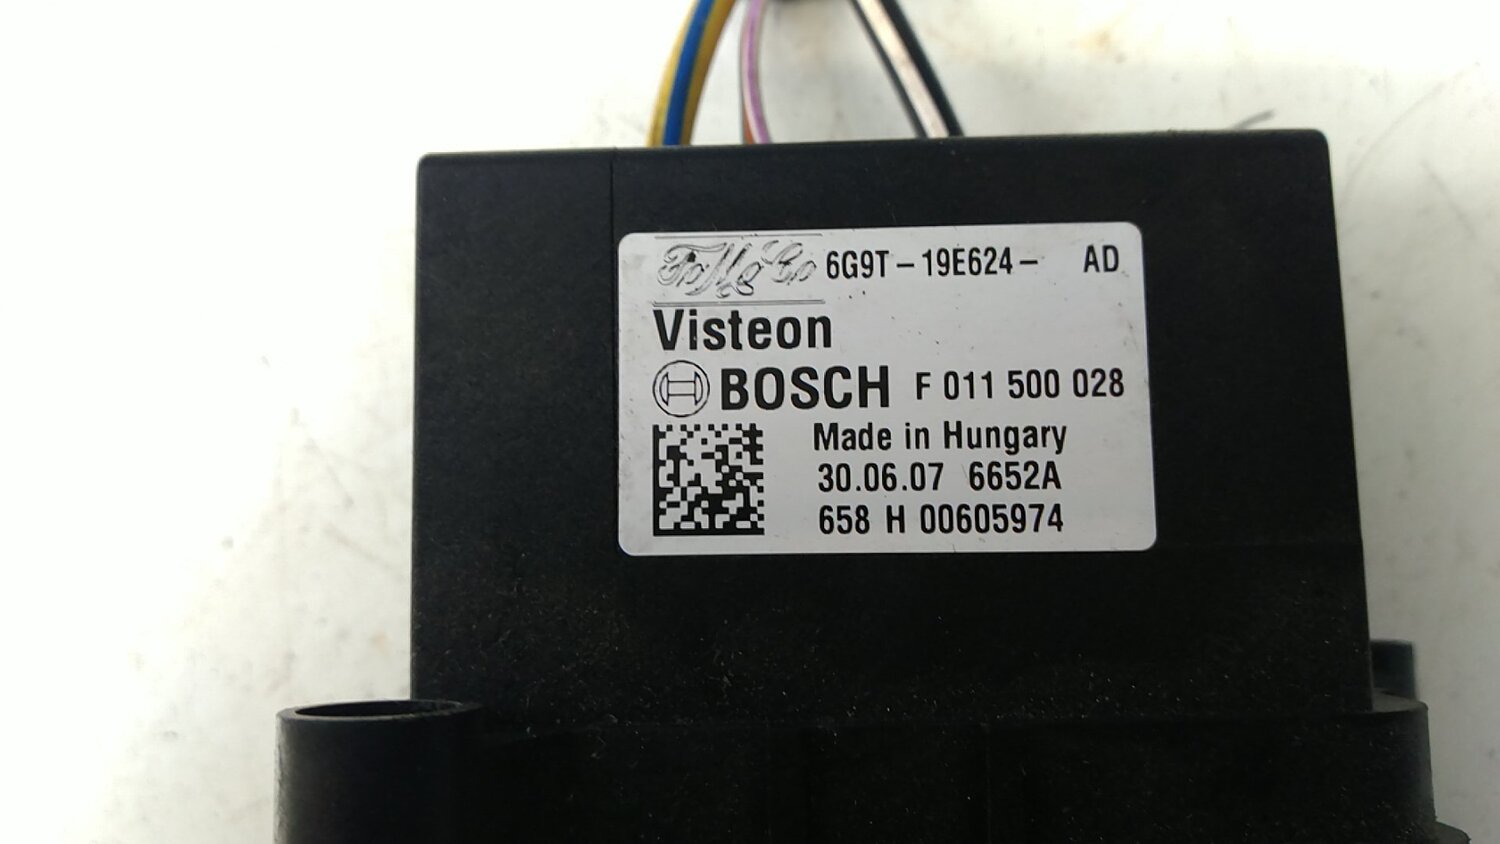 FoMoCo 6G9T-19E624- AD
Visteon
BOSCH F 011 500 028
Made in Hungary
30.06.07 6652A
658 H 00605974